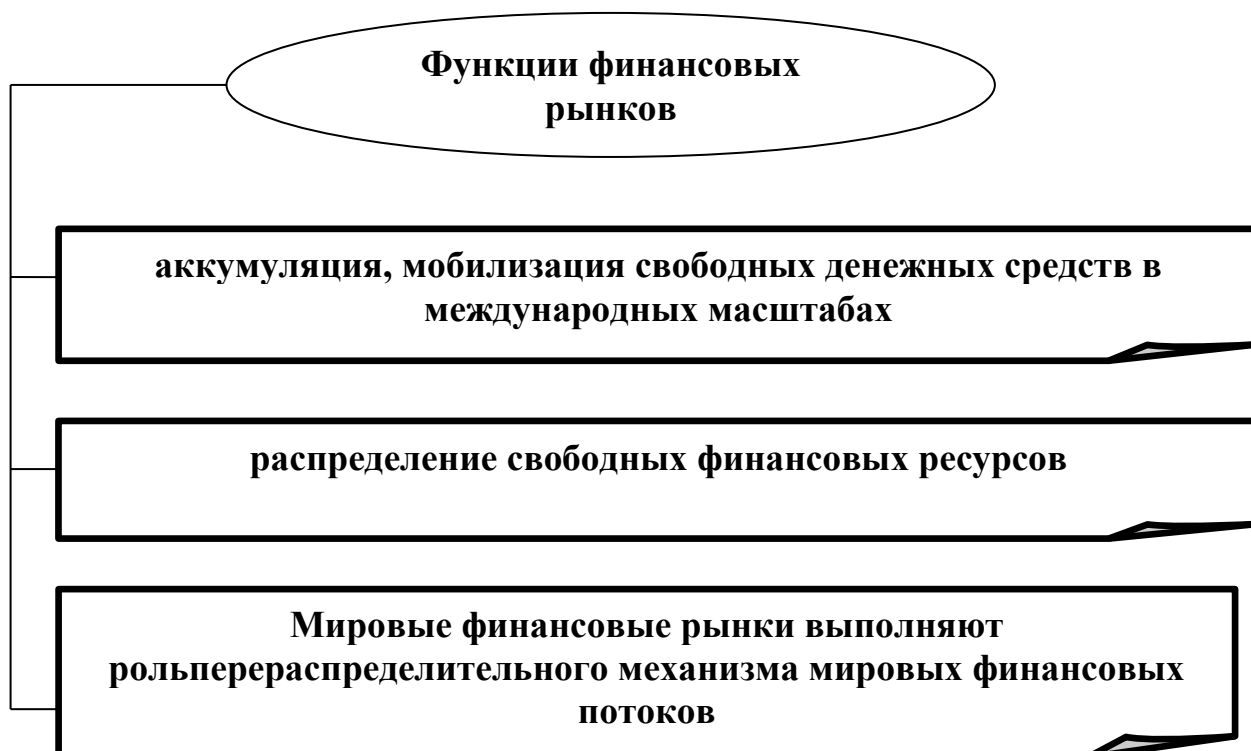 Функции финансовых
рынков
аккумуляция, мобилизация свободных денежных средств в
международных масштабах
распределение свободных финансовых ресурсов
Мировые финансовые рынки выполняют
рольперераспределительного механизма мировых финансовых
потоков